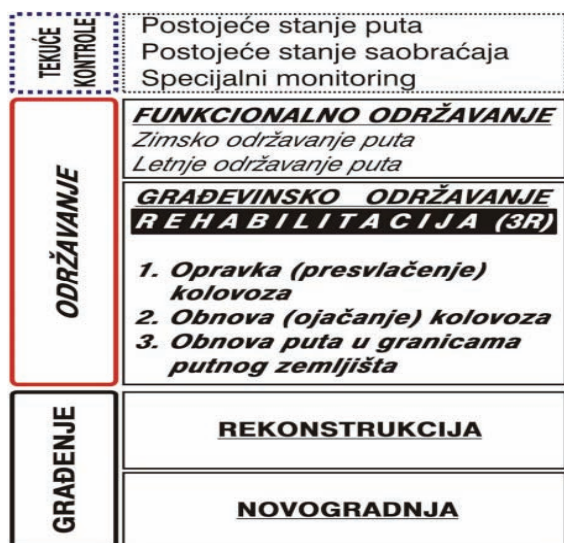 TEKUĆE
KONTROLE
Postojeće stanje puta
Postojeće stanje saobraćaja
Specijalni monitoring
ODRŽAVANJE
FUNKCIONALNO ODRŽAVANJE
Zimsko održavanje puta
Letnje održavanje puta
GRAĐEVINSKO ODRŽAVANJE
REHABILITACIJA (3R)
1. Opravka (presvlačenje)
kolovoza
2. Obnova (ojačanje) kolovoza
3. Obnova puta u granicama
putnog zemljišta
GRAĐENJE
REKONSTRUKCIJA
NOVOGRADNJA